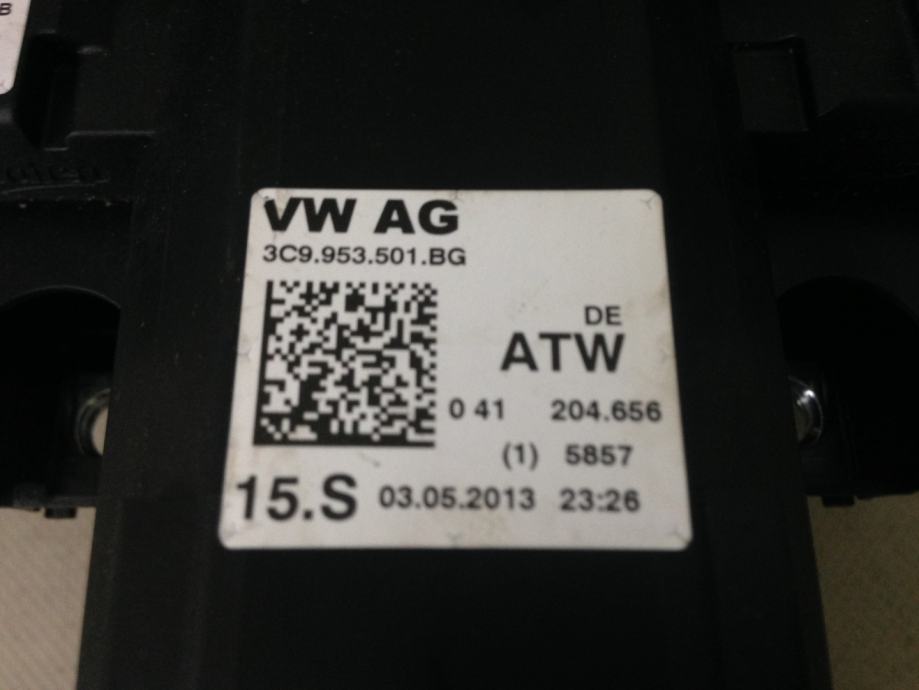 B
VW AG
3C9.953.501.BG
DE
ATW
0 41 204.656
(1) 5857
15.S 03.05.2013 23:26